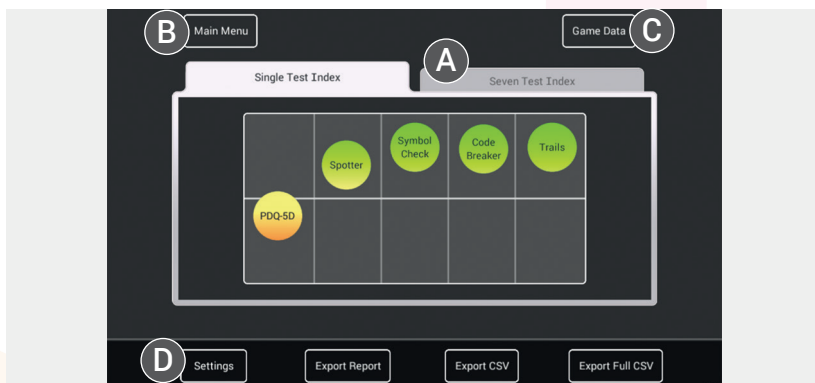 B Main Menu
Game Data C
A
Single Test Index
Seven Test Index
Spotter
Symbol
Check
Code
Breaker
Trails
PDQ-5D
D Settings
Export Report
Export CSV
Export Full CSV